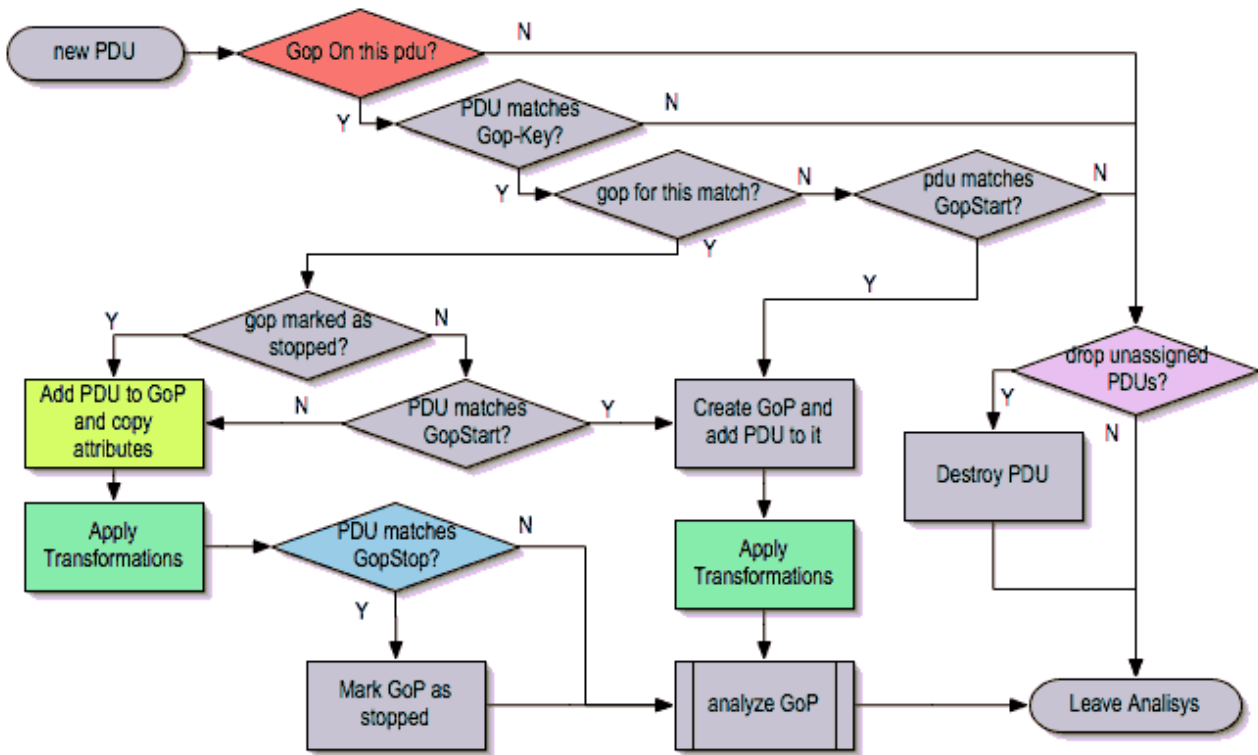 new PDU
Gop On this pdu?
N
Y
PDU matches
Gop-Key?
N
Y
gop for this match?
N
pdu matches
GopStart?
N
Y
Y
gop marked as
stopped?
Y
N
drop unassigned
PDUs?
Y
N
Add PDU to GoP
and copy
attributes
N
PDU matches
GopStart?
Y
Create GoP and
add PDU to it
Destroy PDU
Apply
Transformations
PDU matches
GopStop?
N
Y
Apply
Transformations
Mark GoP as
stopped
analyze GoP
Leave Analisys